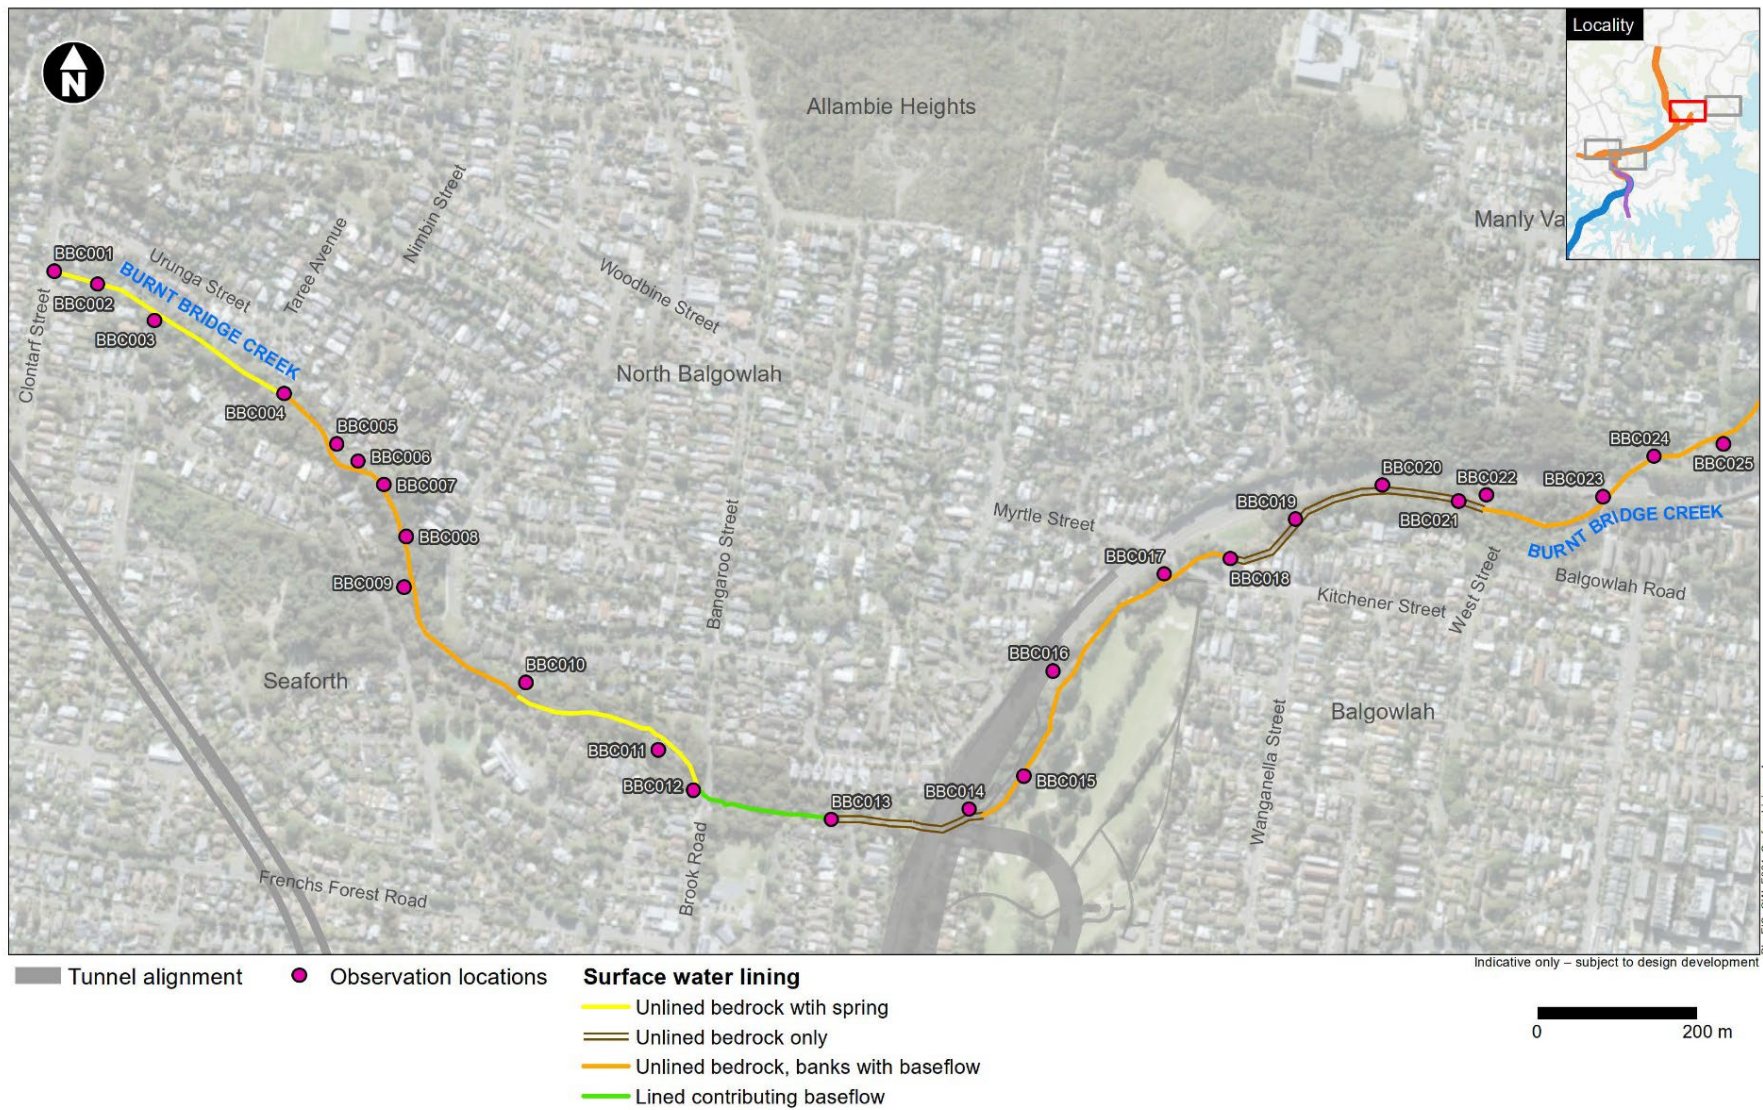 Locality
N
Allambie Heights
Manly Va
Nimbin Street
Taree Avenue
Urunga Street
BBC001
BURNT BRIDGE CREEK
BBC002
Woodbine Street
BBC003
Clontarf Street
North Balgowlah
BBC004
BBC005
BBC006
BBC007
BBC008
BBC009
BBC010
BBC011
BBC012
BBC013
BBC014
BBC015
BBC016
BBC017
BBC018
BBC019
BBC020
BBC021
BBC022
BBC023
BBC024
BBC025
BURNT BRIDGE CREEK
Myrtle Street
Bangaroo Street
Kitchener Street
West Street
Balgowlah Road
Seaforth
Balgowlah
Wanganella Street
Brook Road
Frenchs Forest Road
Indicative only – subject to design development
Tunnel alignment
Observation locations
Surface water lining
Unlined bedrock wtih spring
Unlined bedrock only
Unlined bedrock, banks with baseflow
Lined contributing baseflow
0 200 m